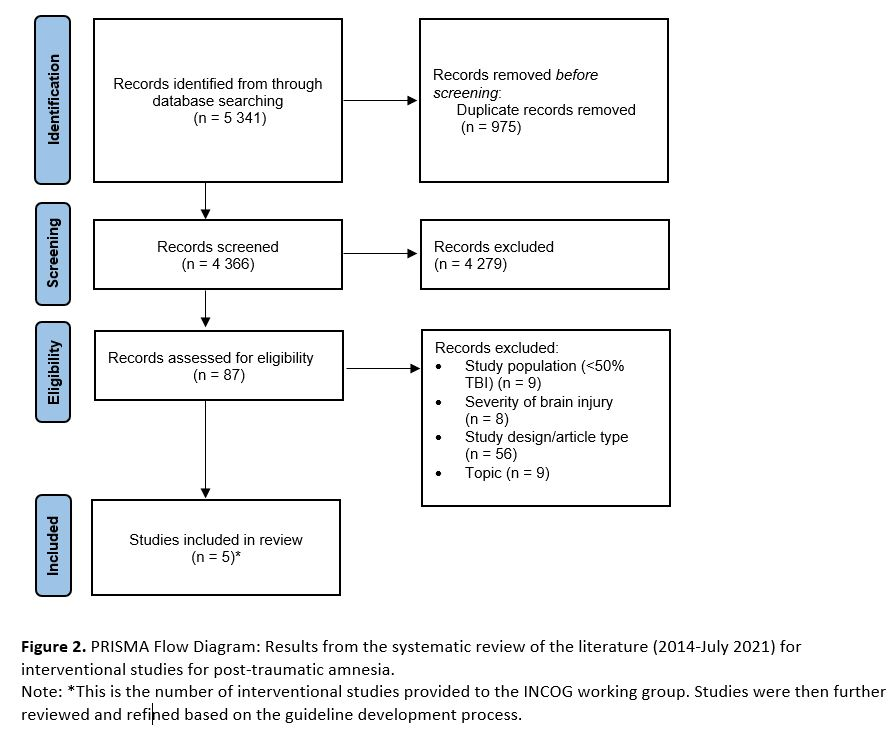 Identification
Records identified from through
database searching
(n = 5 341)
Records removed before
screening:
Duplicate records removed
(n = 975)
Screening
Records screened
(n = 4 366)
Records excluded
(n = 4 279)
Eligibility
Records assessed for eligibility
(n = 87)
Records excluded:
• Study population (<50%
TBI) (n = 9)
• Severity of brain injury
(n = 8)
• Study design/article type
(n = 56)
• Topic (n = 9)
Included
Studies included in review
(n = 5)*
Figure 2. PRISMA Flow Diagram: Results from the systematic review of the literature (2014-July 2021) for
interventional studies for post-traumatic amnesia.
Note: *This is the number of interventional studies provided to the INCOG working group. Studies were then further
reviewed and refined based on the guideline development process.